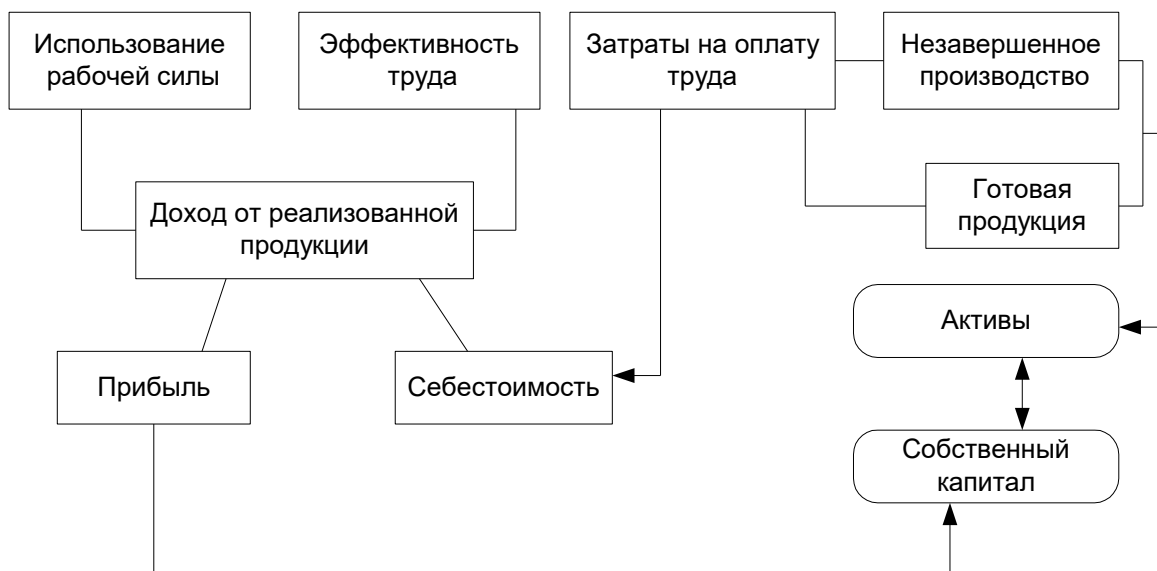 Использование
рабочей силы
Эффективность
труда
Затраты на оплату
труда
Незавершенное
производство
Готовая
продукция
Доход от реализованной
продукции
Активы
Прибыль
Себестоимость
Собственный
капитал